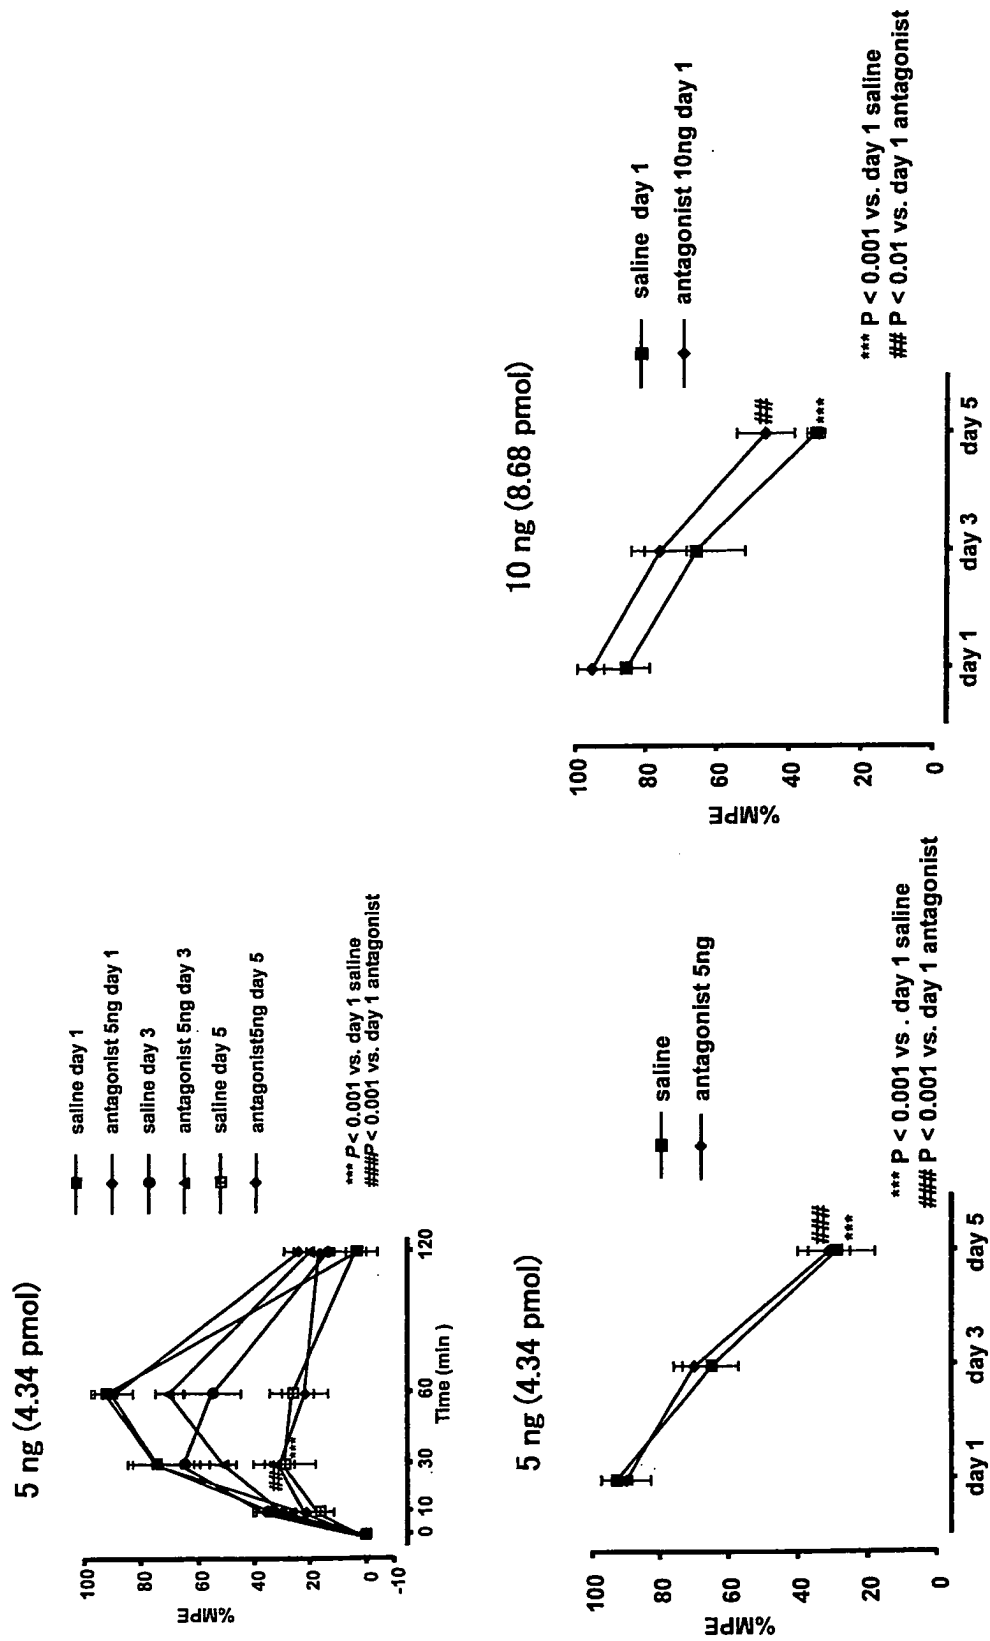 5 ng (4.34 pmol)
%MPE
100
80
60
40
20
0
-10
0 10 30 60 120
Time (min )
saline day 1
antagonist 5ng day 1
saline day 3
antagonist 5ng day 3
saline day 5
antagonist5ng day 5
###
***
*** P< 0.001 vs. day 1 saline
###P< 0.001 vs. day 1 antagonist
5 ng (4.34 pmol)
%MPE
100
80
60
40
20
0
day 1 day 3 day 5
saline
antagonist 5ng
###
***
*** P < 0.001 vs . day 1 saline
### P < 0.001 vs. day 1 antagonist
10 ng (8.68 pmol)
%MPE
100
80
60
40
20
0
day 1 day 3 day 5
saline day 1
antagonist 10ng day 1
##
***
*** P < 0.001 vs. day 1 saline
## P < 0.01 vs. day 1 antagonist